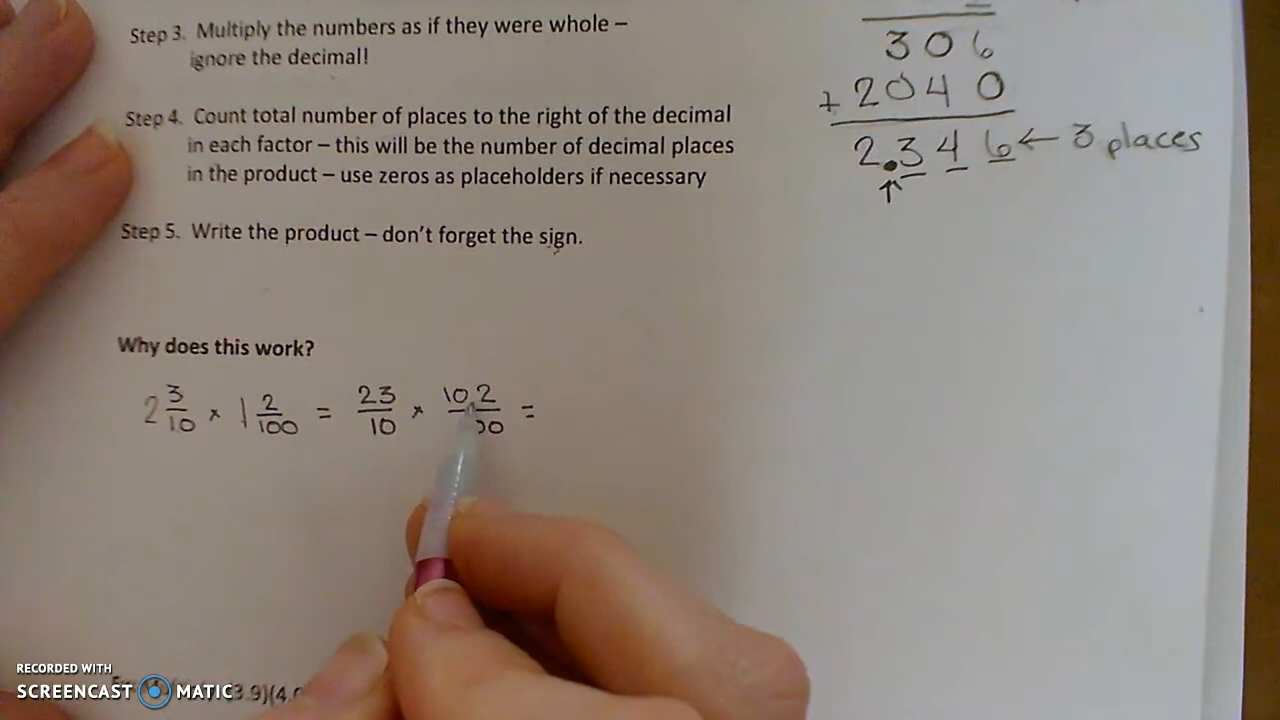 Step 3. Multiply the numbers as if they were whole –
ignore the decimal!
Step 4. Count total number of places to the right of the decimal
in each factor – this will be the number of decimal places
in the product – use zeros as placeholders if necessary
Step 5. Write the product – don't forget the sign.
306
+ 2040
2.346 ← 3 places
↑
Why does this work?
2 3/10 × 1 2/100 = 23/10 × 102/100 =
3.9)(4.
RECORDED WITH
SCREENCAST MATIC